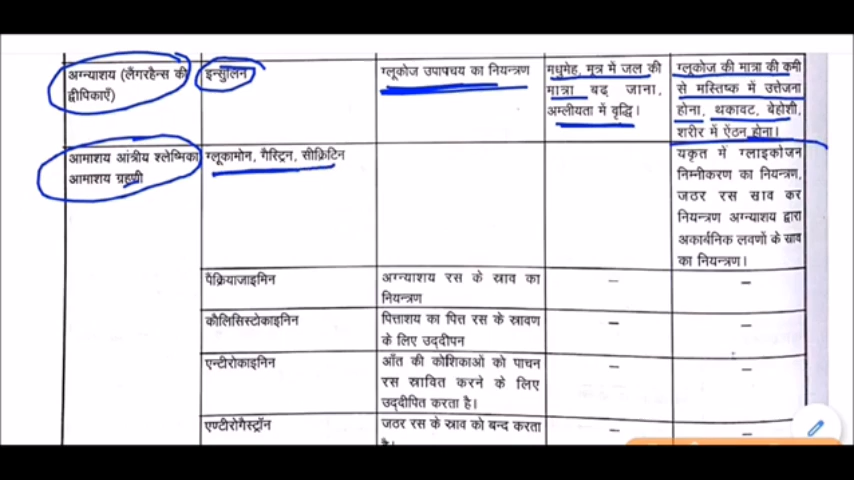 अग्न्याशय (लैंगरहैन्स की
द्वीपिकाएँ)
इन्सुलिन
ग्लूकोज उपापचय का नियन्त्रण
मधुमेह, मूत्र में जल की
मात्रा बढ़ जाना,
अम्लीयता में वृद्धि।
ग्लूकोज की मात्रा की कमी
से मस्तिष्क में उत्तेजना
होना, थकावट, बेहोशी,
शरीर में ऐंठन होना।
आमाशय आंत्रीय श्लेष्मिका
आमाशय ग्रहणी
ग्लूकामोन, गैस्ट्रिन, सीक्रिटिन
यकृत में ग्लाइकोजन
निम्नीकरण का नियन्त्रण,
जठर रस स्राव कर
नियन्त्रण अग्न्याशय द्वारा
अकार्बनिक लवणों के स्राव
का नियन्त्रण।
पैंक्रियाजाइमिन
अग्न्याशय रस के स्राव का
नियन्त्रण
–
–
कौलिसिस्टोकाइनिन
पित्ताशय का पित्त रस के स्रावण
के लिए उद्दीपन
–
–
एन्टीरोकाइनिन
आँत की कोशिकाओं को पाचन
रस स्रावित करने के लिए
उद्दीपित करता है।
–
–
एण्टीरोगैस्ट्रॉन
जठर रस के स्राव को बन्द करता
–
–